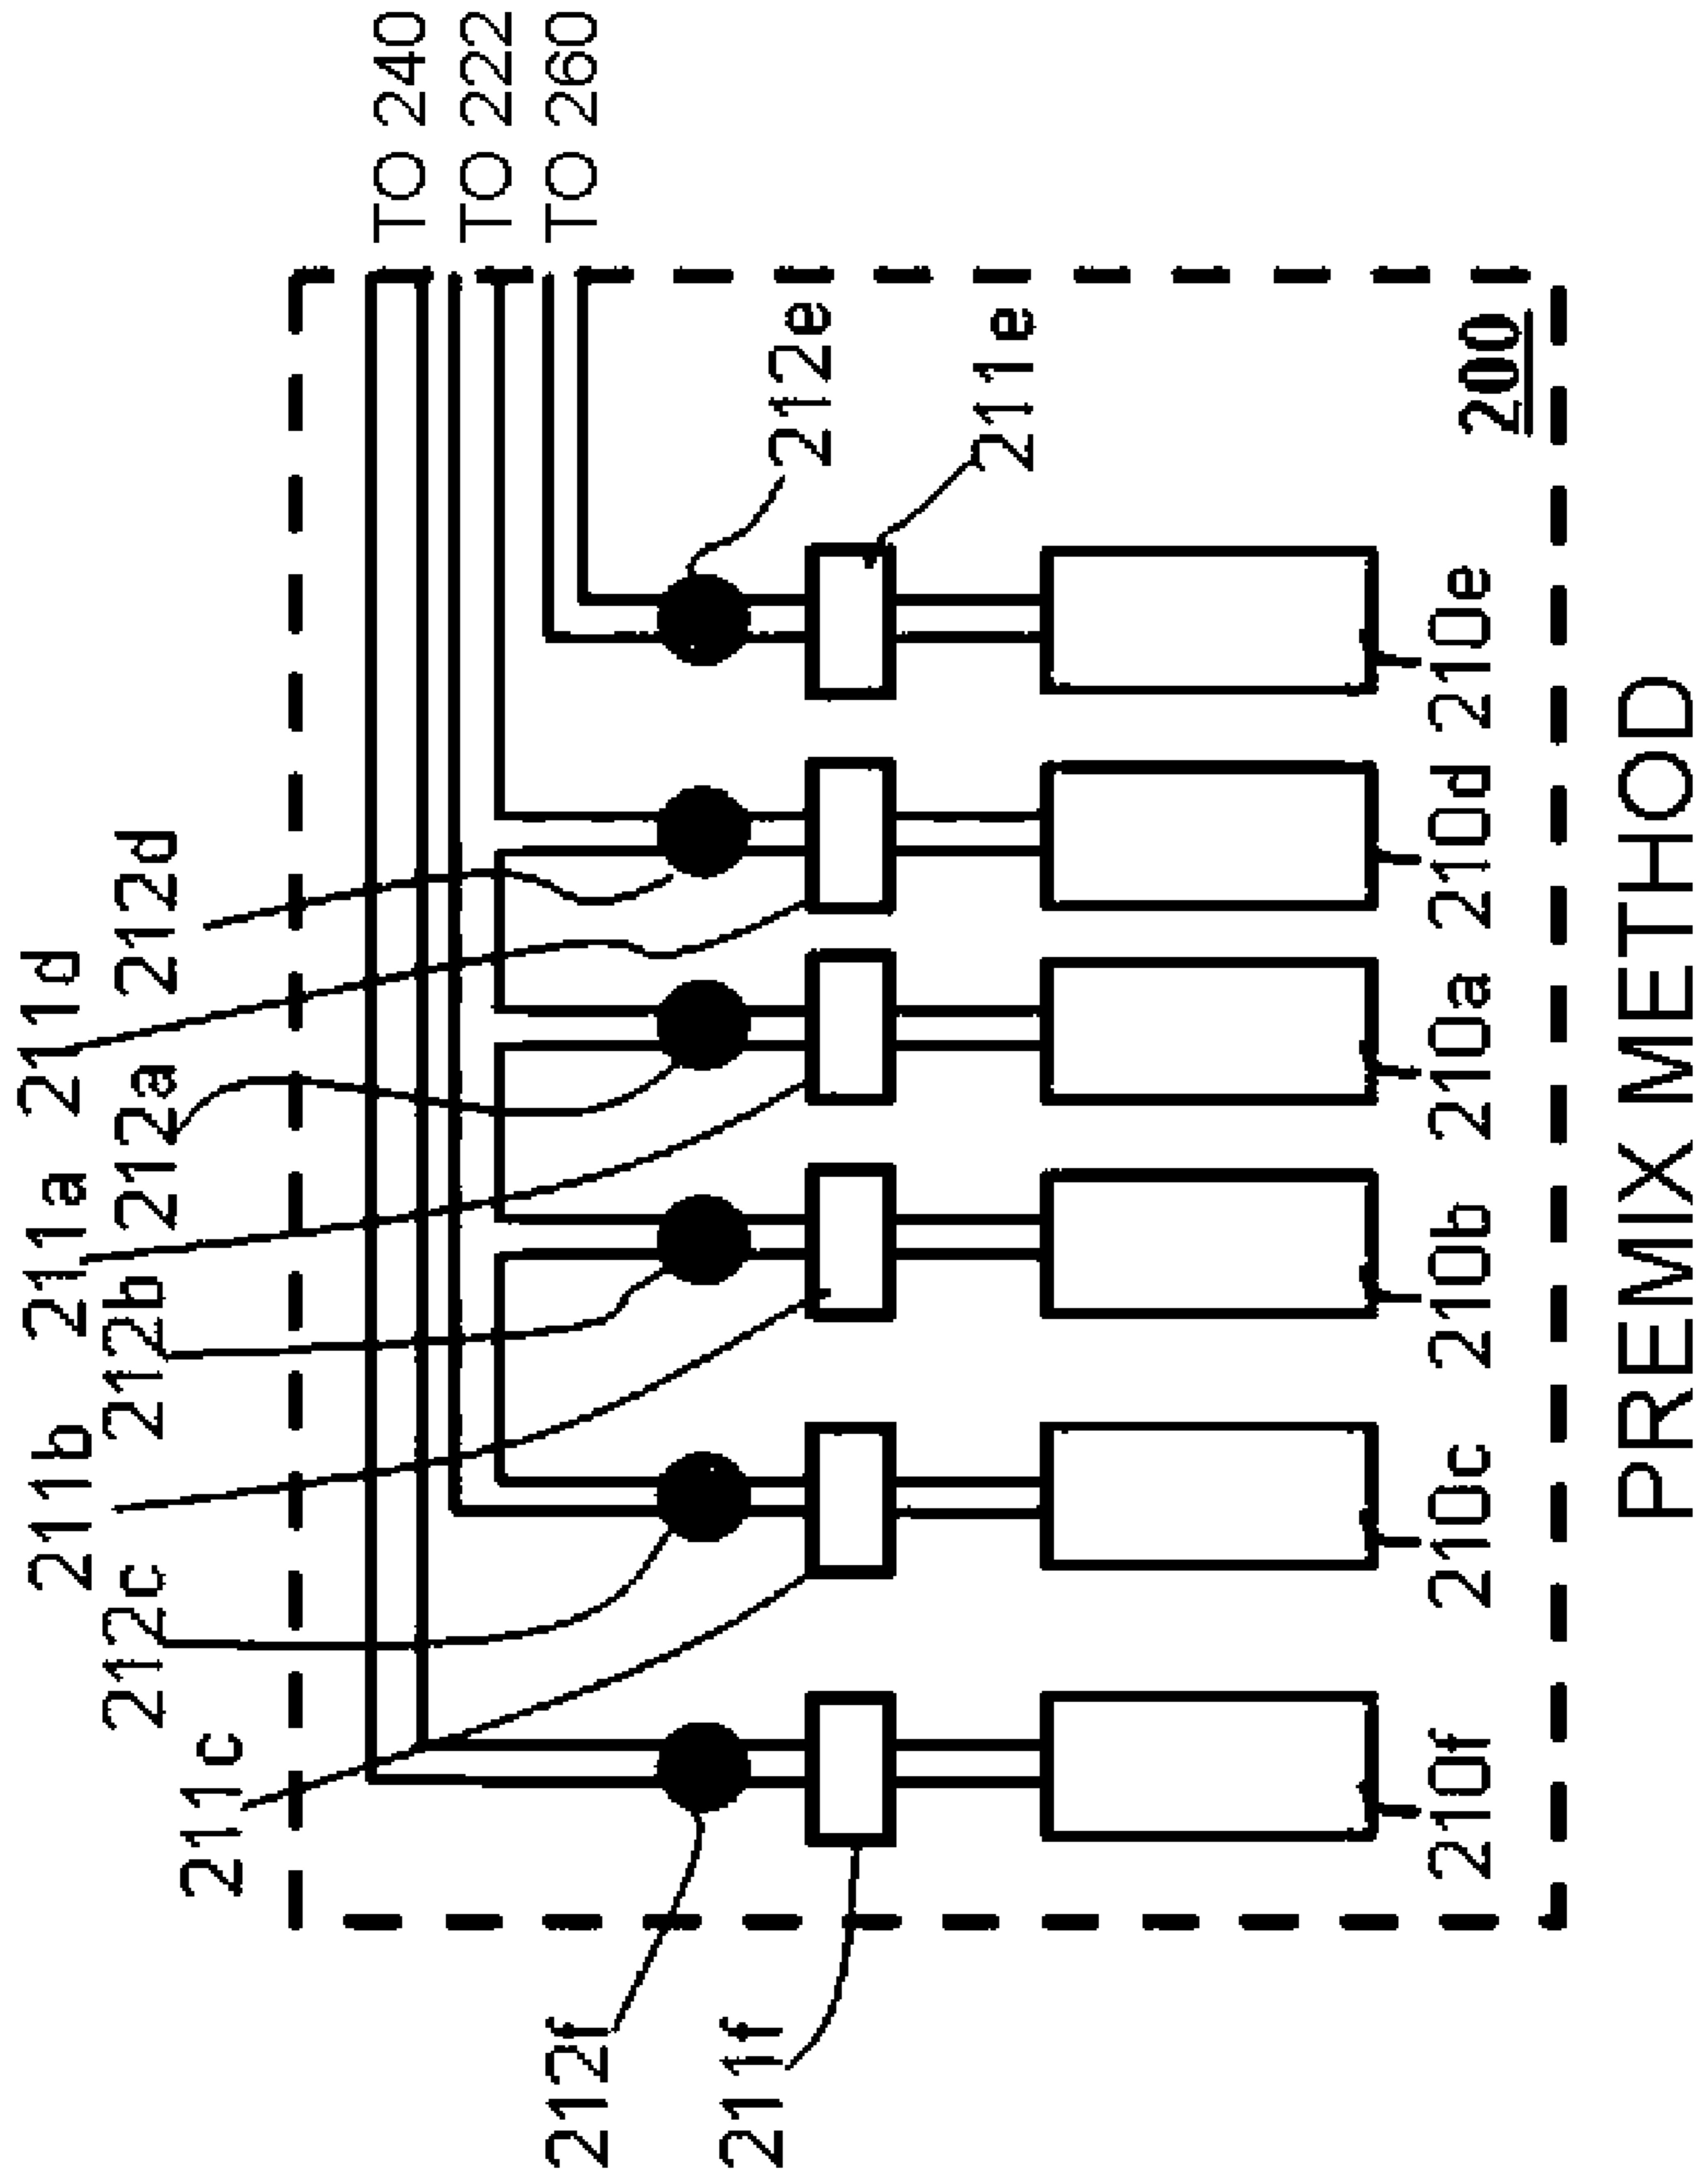 TO 240
TO 222
TO 260
211d
212d
211a
212a
211b
212b
212c
211c
212e
211e
212f
211f
210f
210c
210b
210a
210d
210e
200
PREMIX METHOD